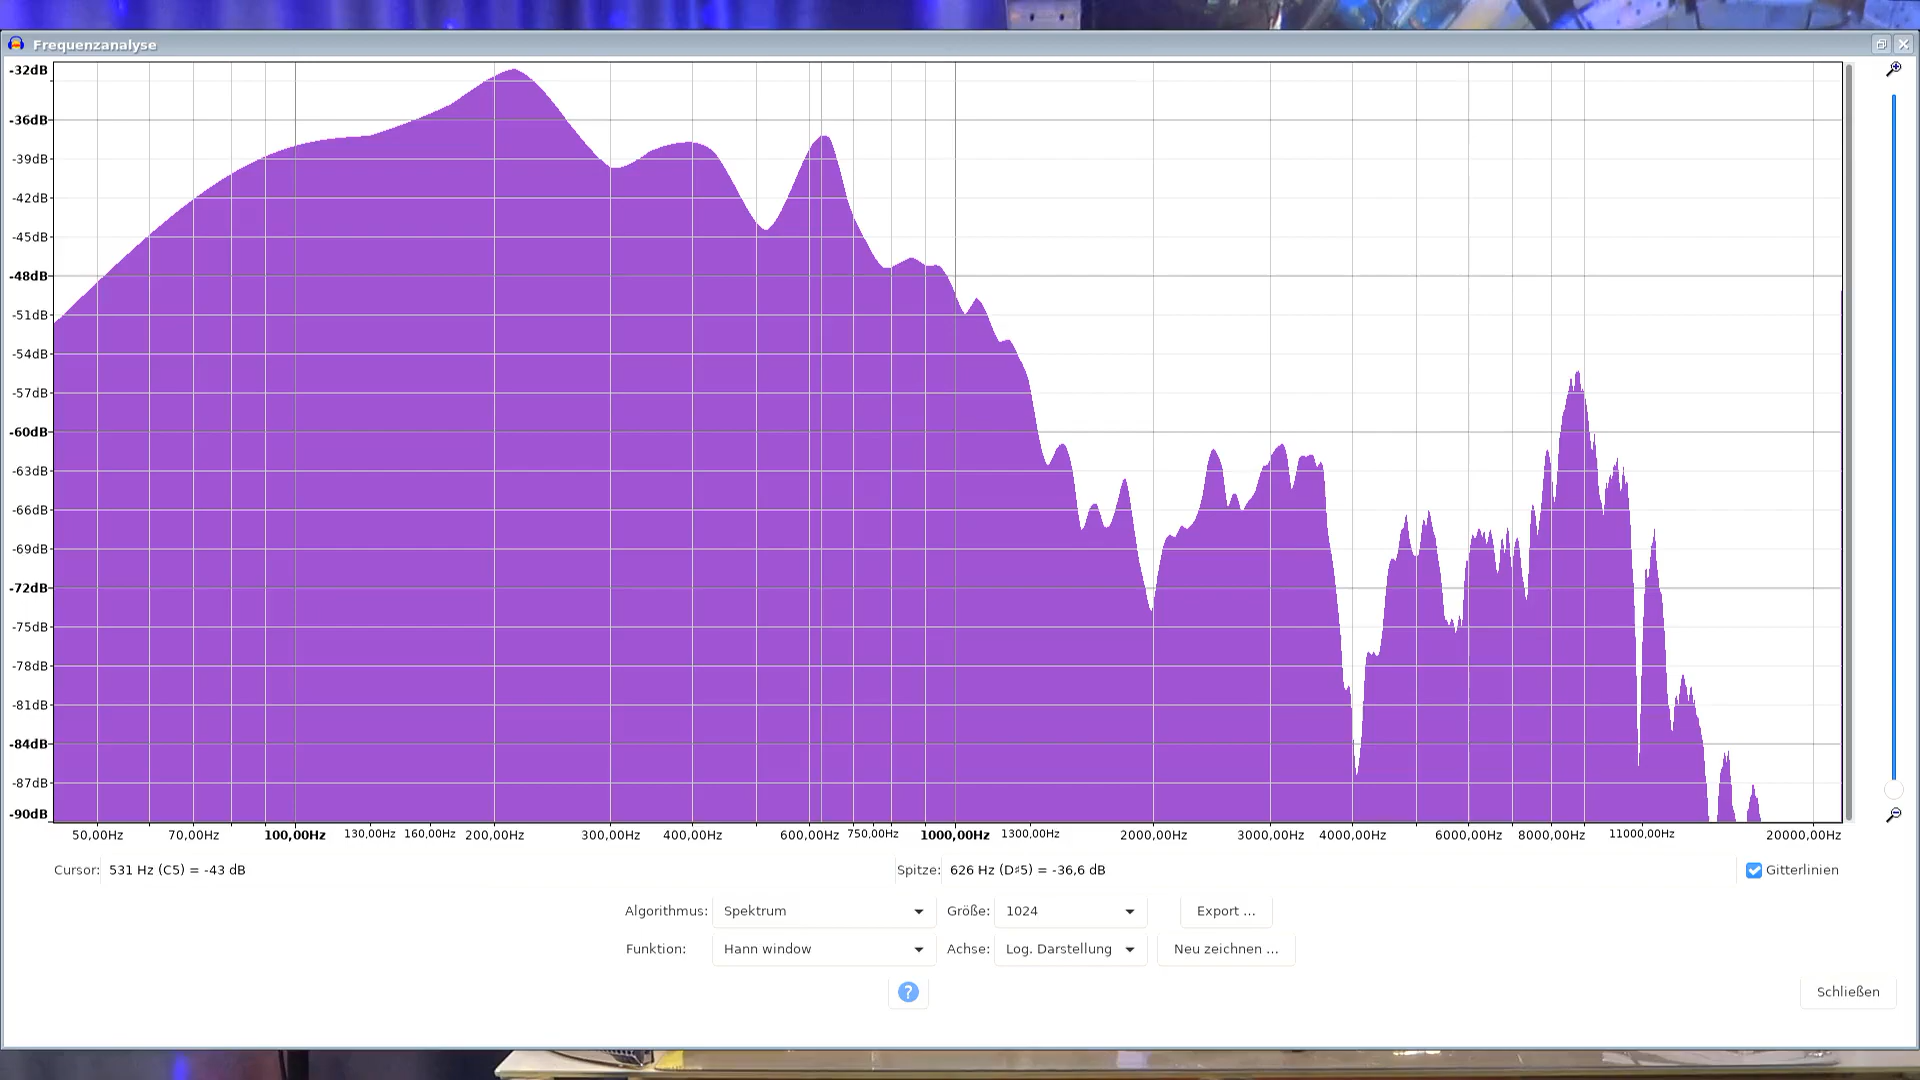 Frequenzanalyse
-32dB
-36dB
-39dB
-42dB
-45dB
-48dB
-51dB
-54dB
-57dB
-60dB
-63dB
-66dB
-69dB
-72dB
-75dB
-78dB
-81dB
-84dB
-87dB
-90dB
50,00Hz 70,00Hz 100,00Hz 130,00Hz 160,00Hz 200,00Hz 300,00Hz 400,00Hz 600,00Hz 750,00Hz 1000,00Hz 1300,00Hz 2000,00Hz 3000,00Hz 4000,00Hz 6000,00Hz 8000,00Hz 11000,00Hz 20000,00Hz
Cursor: 531 Hz (C5) = -43 dB Spitze: 626 Hz (D♯5) = -36,6 dB Gitterlinien
Algorithmus: Spektrum Größe: 1024 Export ...
Funktion: Hann window Achse: Log. Darstellung Neu zeichnen ...
?
Schließen